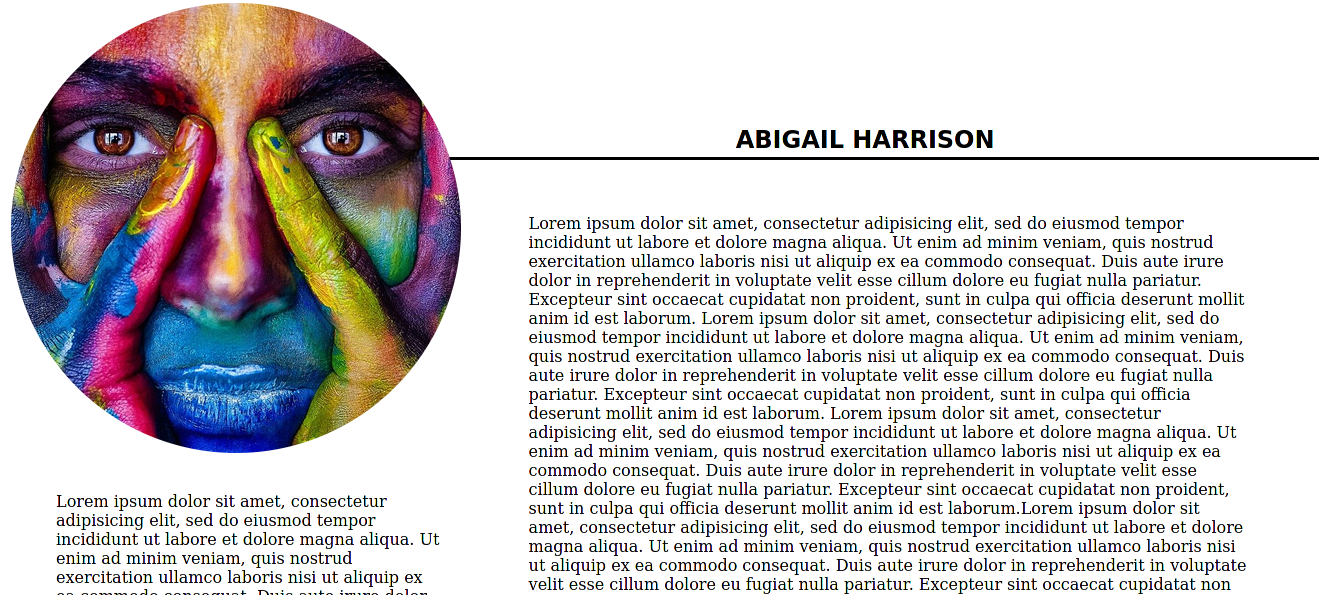 ABIGAIL HARRISON
Lorem ipsum dolor sit amet, consectetur adipisicing elit, sed do eiusmod tempor
incididunt ut labore et dolore magna aliqua. Ut enim ad minim veniam, quis nostrud
exercitation ullamco laboris nisi ut aliquip ex ea commodo consequat. Duis aute irure
dolor in reprehenderit in voluptate velit esse cillum dolore eu fugiat nulla pariatur.
Excepteur sint occaecat cupidatat non proident, sunt in culpa qui officia deserunt mollit
anim id est laborum. Lorem ipsum dolor sit amet, consectetur adipisicing elit, sed do
eiusmod tempor incididunt ut labore et dolore magna aliqua. Ut enim ad minim veniam,
quis nostrud exercitation ullamco laboris nisi ut aliquip ex ea commodo consequat. Duis
aute irure dolor in reprehenderit in voluptate velit esse cillum dolore eu fugiat nulla
pariatur. Excepteur sint occaecat cupidatat non proident, sunt in culpa qui officia
deserunt mollit anim id est laborum. Lorem ipsum dolor sit amet, consectetur
adipisicing elit, sed do eiusmod tempor incididunt ut labore et dolore magna aliqua. Ut
enim ad minim veniam, quis nostrud exercitation ullamco laboris nisi ut aliquip ex ea
commodo consequat. Duis aute irure dolor in reprehenderit in voluptate velit esse
cillum dolore eu fugiat nulla pariatur. Excepteur sint occaecat cupidatat non proident,
sunt in culpa qui officia deserunt mollit anim id est laborum.Lorem ipsum dolor sit
amet, consectetur adipisicing elit, sed do eiusmod tempor incididunt ut labore et dolore
magna aliqua. Ut enim ad minim veniam, quis nostrud exercitation ullamco laboris nisi
ut aliquip ex ea commodo consequat. Duis aute irure dolor in reprehenderit in voluptate
velit esse cillum dolore eu fugiat nulla pariatur. Excepteur sint occaecat cupidatat non
Lorem ipsum dolor sit amet, consectetur
adipisicing elit, sed do eiusmod tempor
incididunt ut labore et dolore magna aliqua. Ut
enim ad minim veniam, quis nostrud
exercitation ullamco laboris nisi ut aliquip ex
ea commodo consequat. Duis aute irure dolor